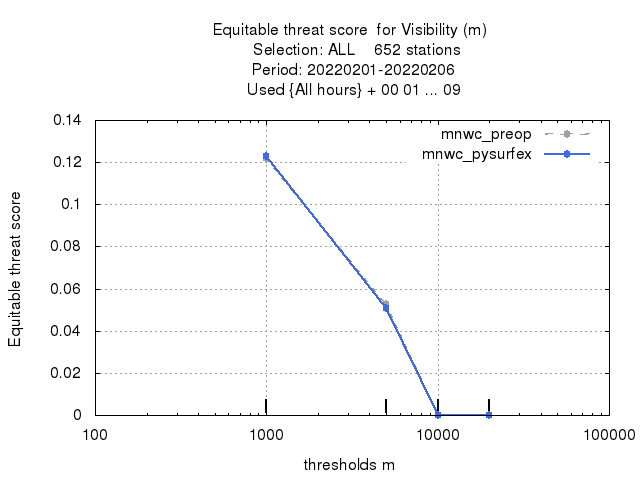 Equitable threat score  for Visibility (m)
Selection: ALL    652 stations
Period: 20220201-20220206
Used {All hours} + 00 01 ... 09
mnwc_preop
mnwc_pysurfex
0.14
0.12
0.1
0.08
0.06
0.04
0.02
0
Equitable threat score
100
1000
10000
100000
thresholds m